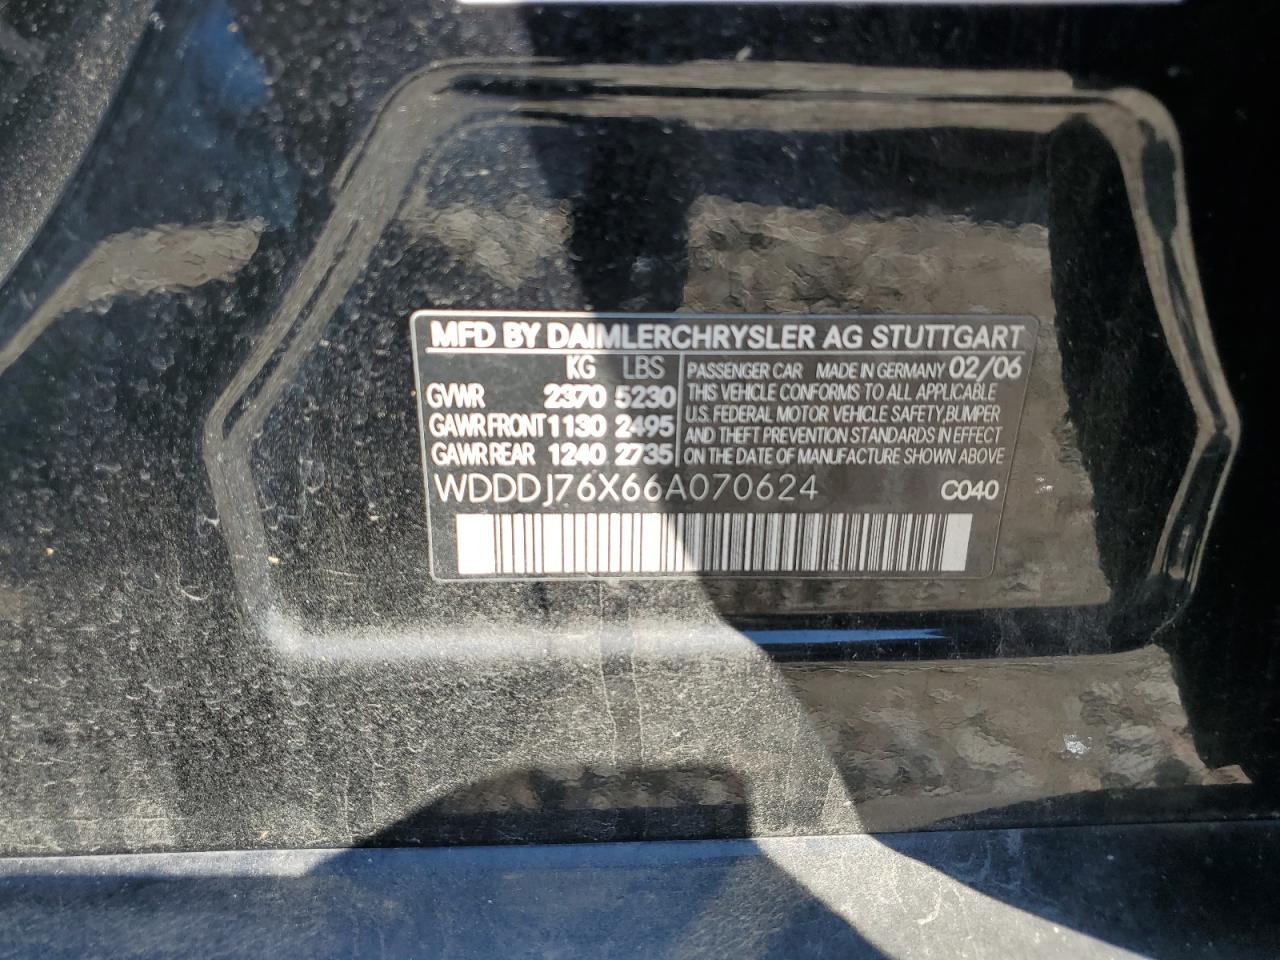 MFD BY DAIMLERCHRYSLER AG STUTTGART
KG LBS
GVWR 2370 5230
GAWR FRONT 1130 2495
GAWR REAR 1240 2735
PASSENGER CAR MADE IN GERMANY 02/06
THIS VEHICLE CONFORMS TO ALL APPLICABLE
U.S. FEDERAL MOTOR VEHICLE SAFETY, BUMPER
AND THEFT PREVENTION STANDARDS IN EFFECT
ON THE DATE OF MANUFACTURE SHOWN ABOVE
WDDDJ76X66A070624 C040